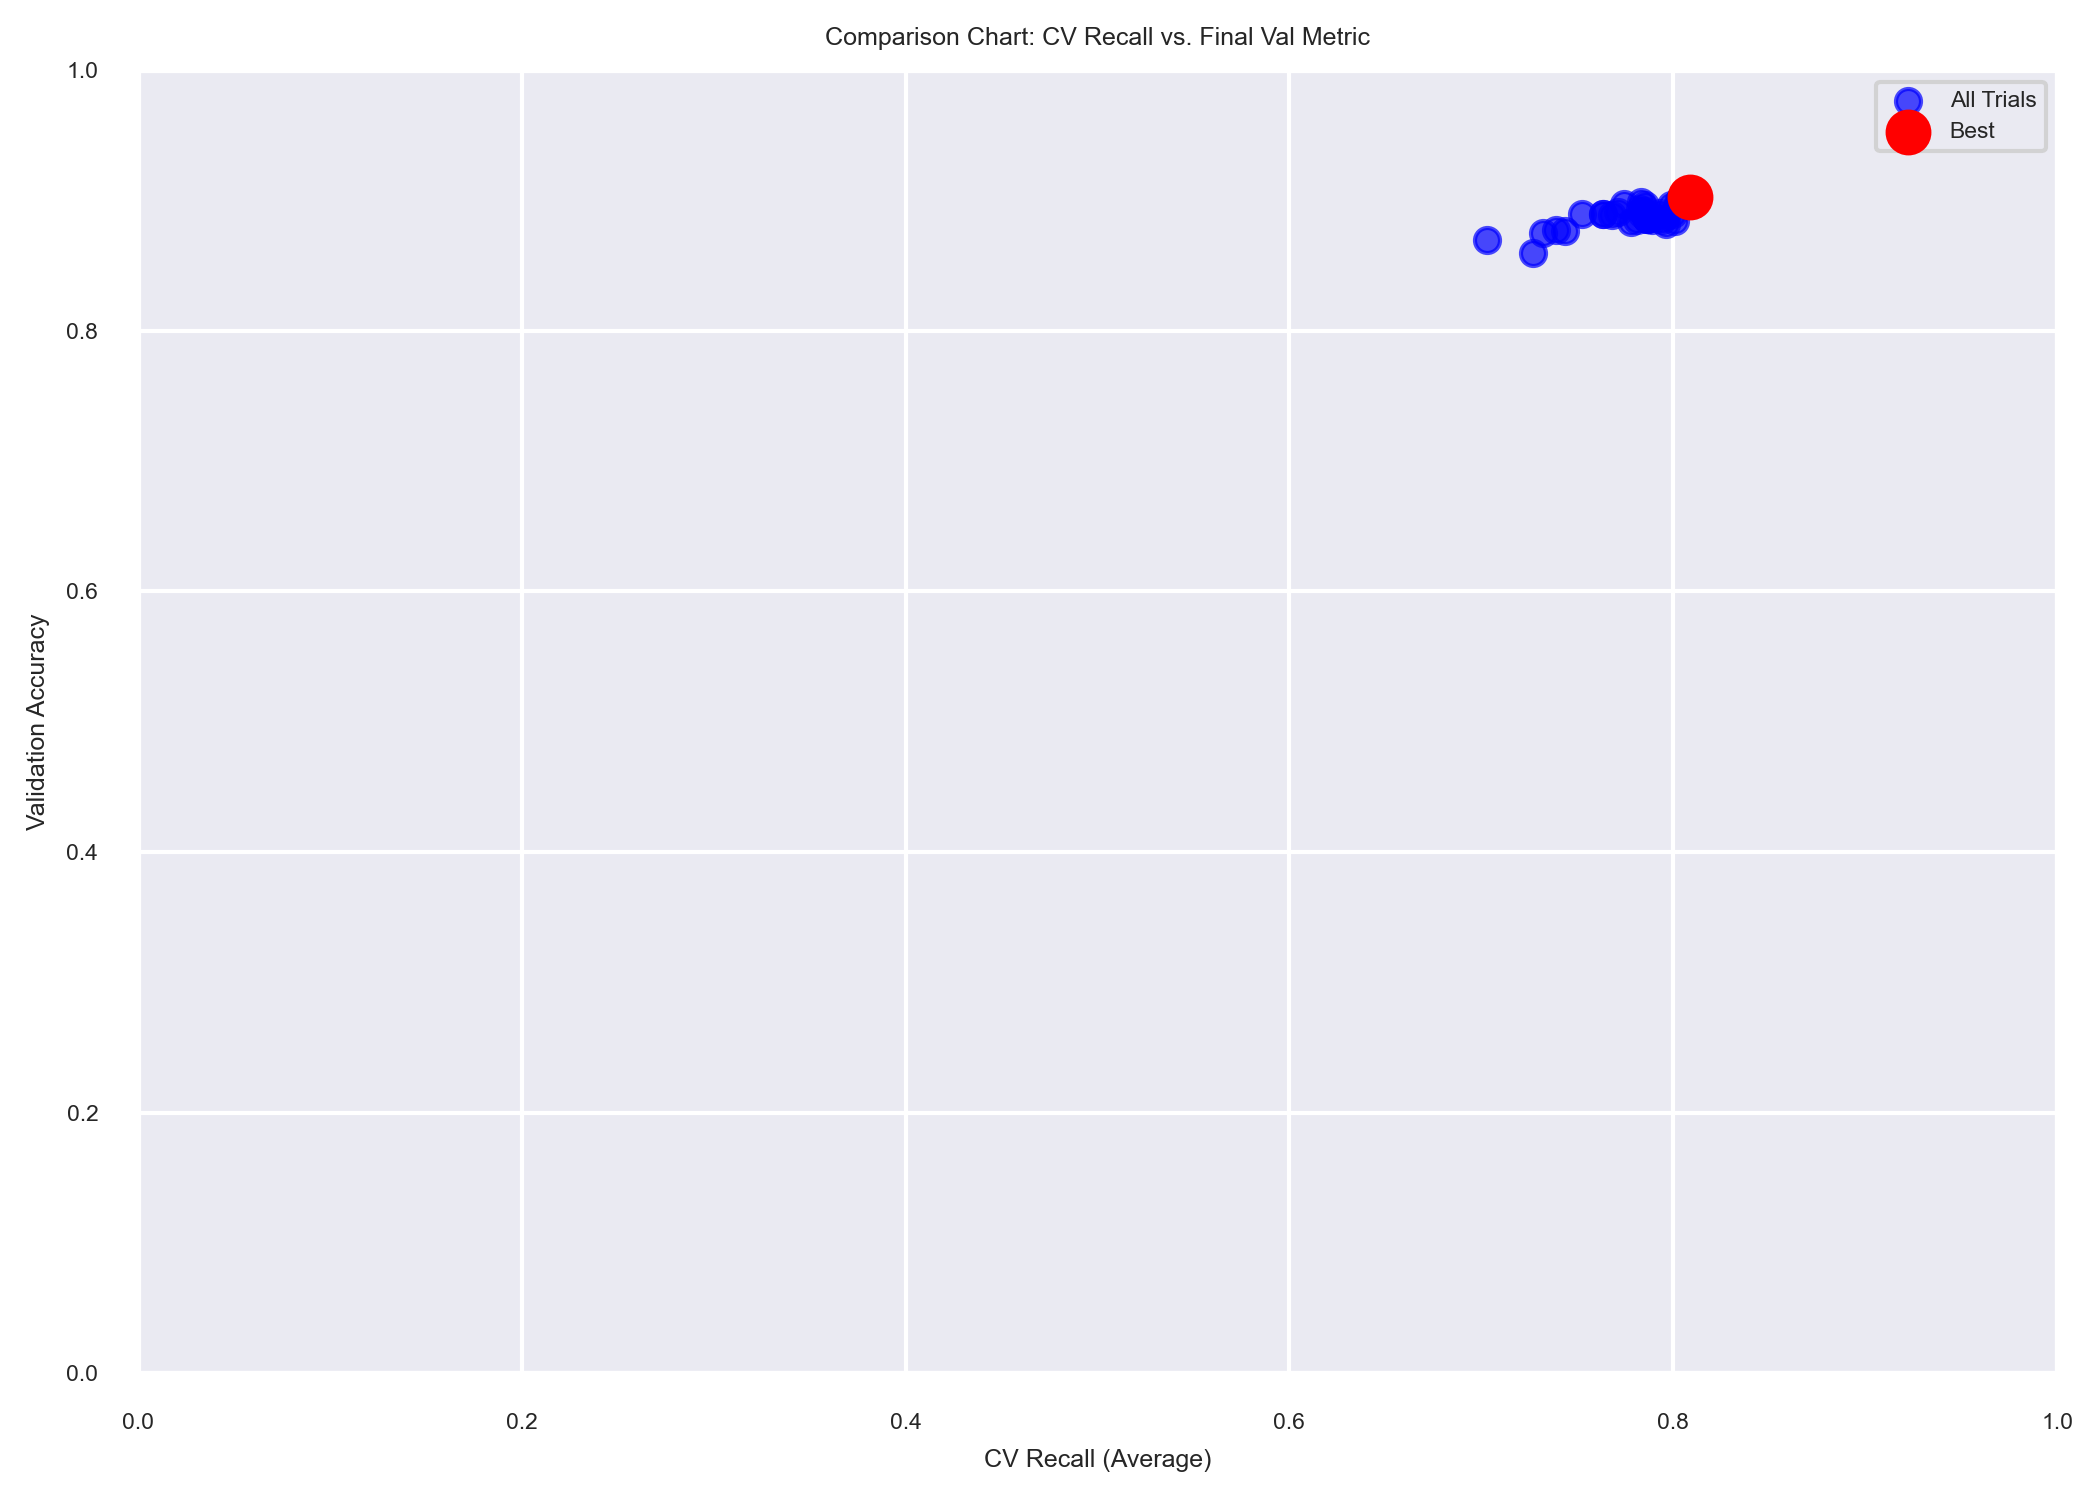 Comparison Chart: CV Recall vs. Final Val Metric
All Trials
Best
Validation Accuracy
1.0
0.8
0.6
0.4
0.2
0.0
0.0 0.2 0.4 0.6 0.8 1.0
CV Recall (Average)